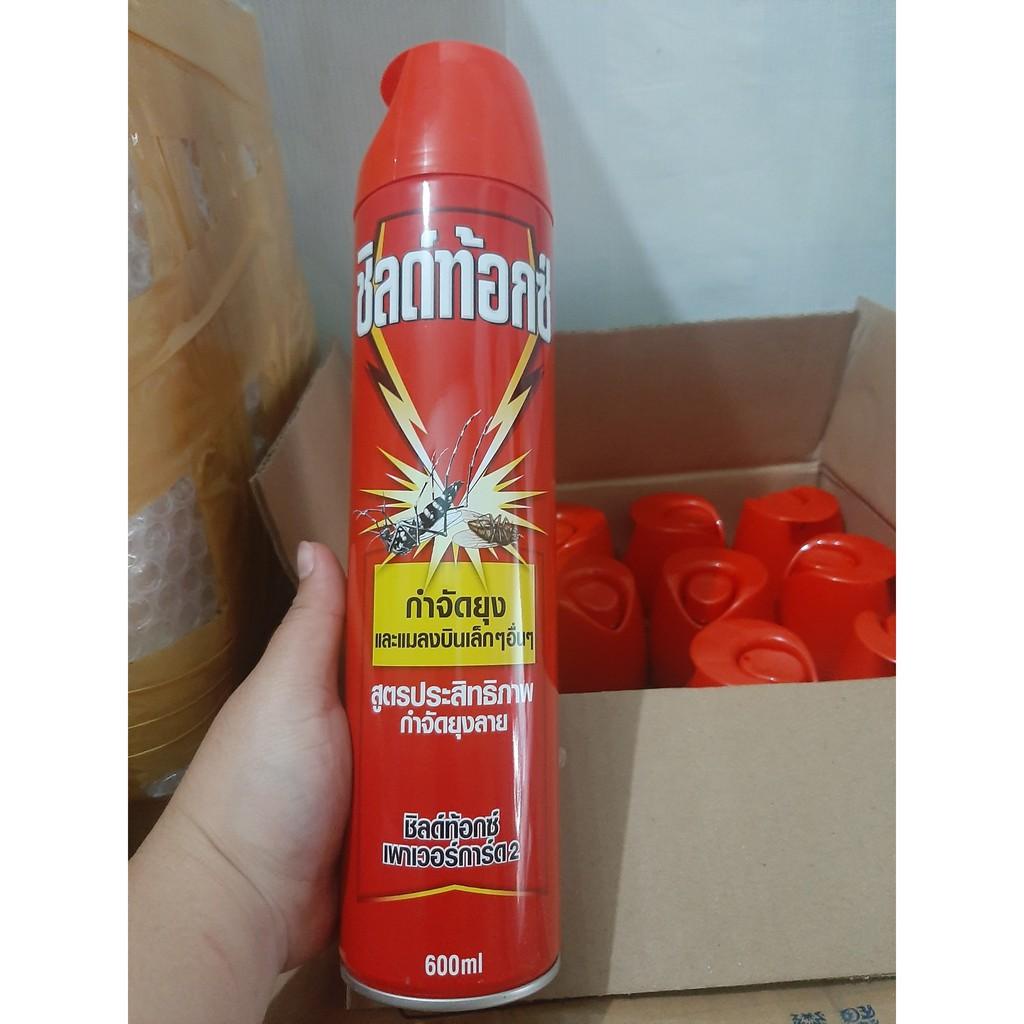 ชิลด์ท้อกซ์
กำจัดยุง
และแมลงบินเล็กๆอื่นๆ
สูตรประสิทธิภาพ
กำจัดยุงลาย
ชิลด์ท้อกซ์
เพาเวอร์การ์ด 2
600ml